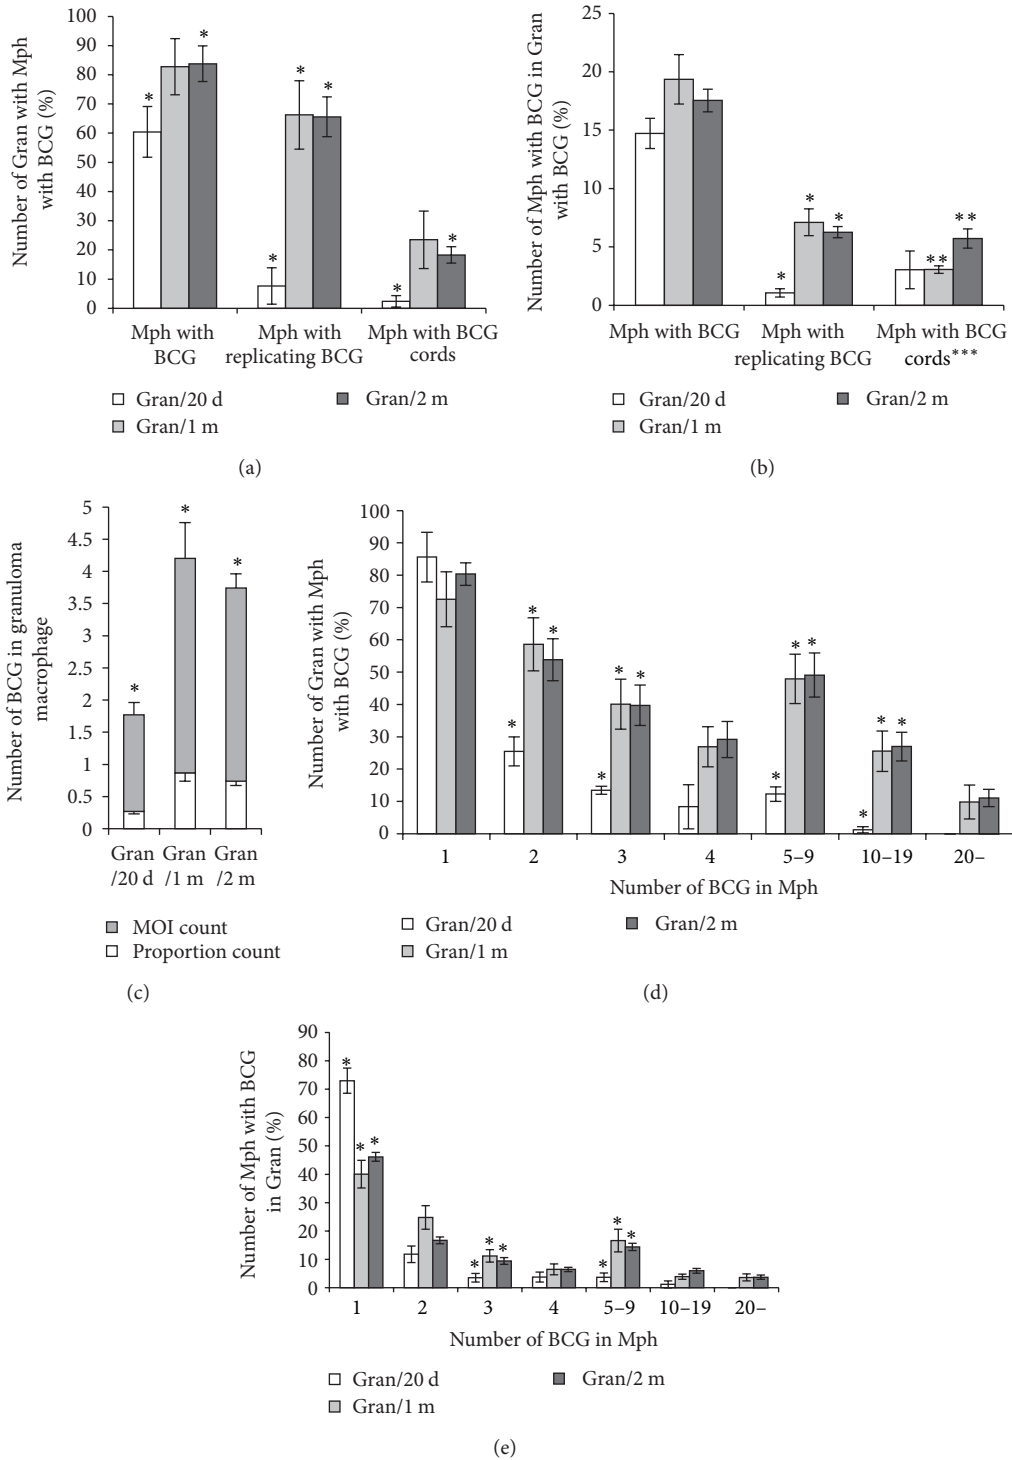 Number of Gran with Mph
with BCG (%)
100
90
80
70
60
50
40
30
20
10
0
* * * * * * *
Mph with
BCG
Mph with
replicating BCG
Mph with BCG
cords
Gran/20 d
Gran/1 m
Gran/2 m
(a)
Number of Mph with BCG in Gran
with BCG (%)
25
20
15
10
5
0
* * * ** **
Mph with BCG
Mph with
replicating BCG
Mph with BCG
cords***
Gran/20 d
Gran/1 m
Gran/2 m
(b)
Number of BCG in granuloma
macrophage
5
4.5
4
3.5
3
2.5
2
1.5
1
0.5
0
* * *
Gran
/20 d
Gran
/1 m
Gran
/2 m
MOI count
Proportion count
(c)
Number of Gran with Mph
with BCG (%)
100
90
80
70
60
50
40
30
20
10
0
* * * * * * * * * * *
1 2 3 4 5–9 10–19 20–
Number of BCG in Mph
Gran/20 d
Gran/1 m
Gran/2 m
(d)
Number of Mph with BCG
in Gran (%)
90
80
70
60
50
40
30
20
10
0
* * * * * * * * *
1 2 3 4 5–9 10–19 20–
Number of BCG in Mph
Gran/20 d
Gran/1 m
Gran/2 m
(e)